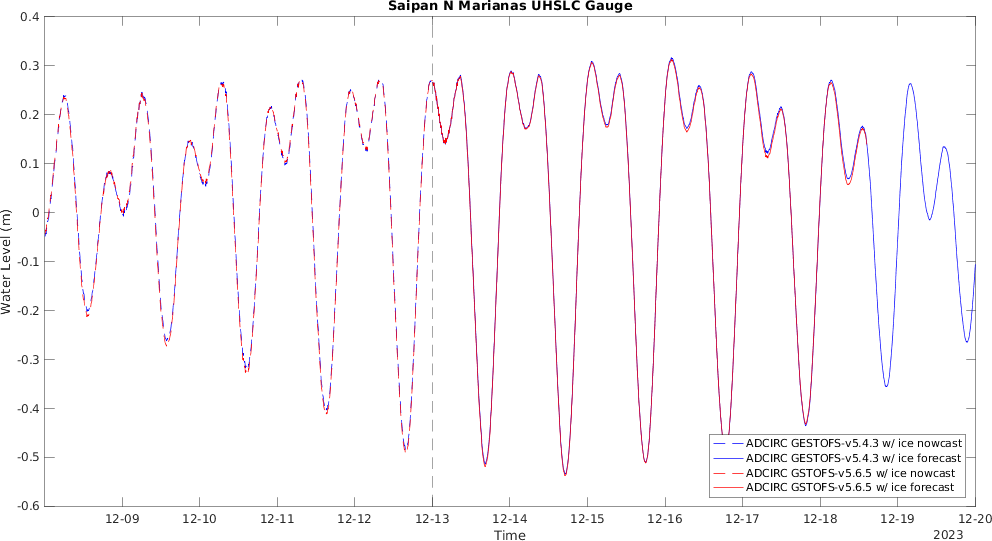 Saipan N Marianas UHSLC Gauge
0.4
0.3
0.2
0.1
0
-0.1
-0.2
-0.3
-0.4
-0.5
-0.6
Water Level (m)
ADCIRC GESTOFS-v5.4.3 w/ ice nowcast
ADCIRC GESTOFS-v5.4.3 w/ ice forecast
ADCIRC GSTOFS-v5.6.5 w/ ice nowcast
ADCIRC GSTOFS-v5.6.5 w/ ice forecast
12-09 12-10 12-11 12-12 12-13 12-14 12-15 12-16 12-17 12-18 12-19 12-20
Time
2023